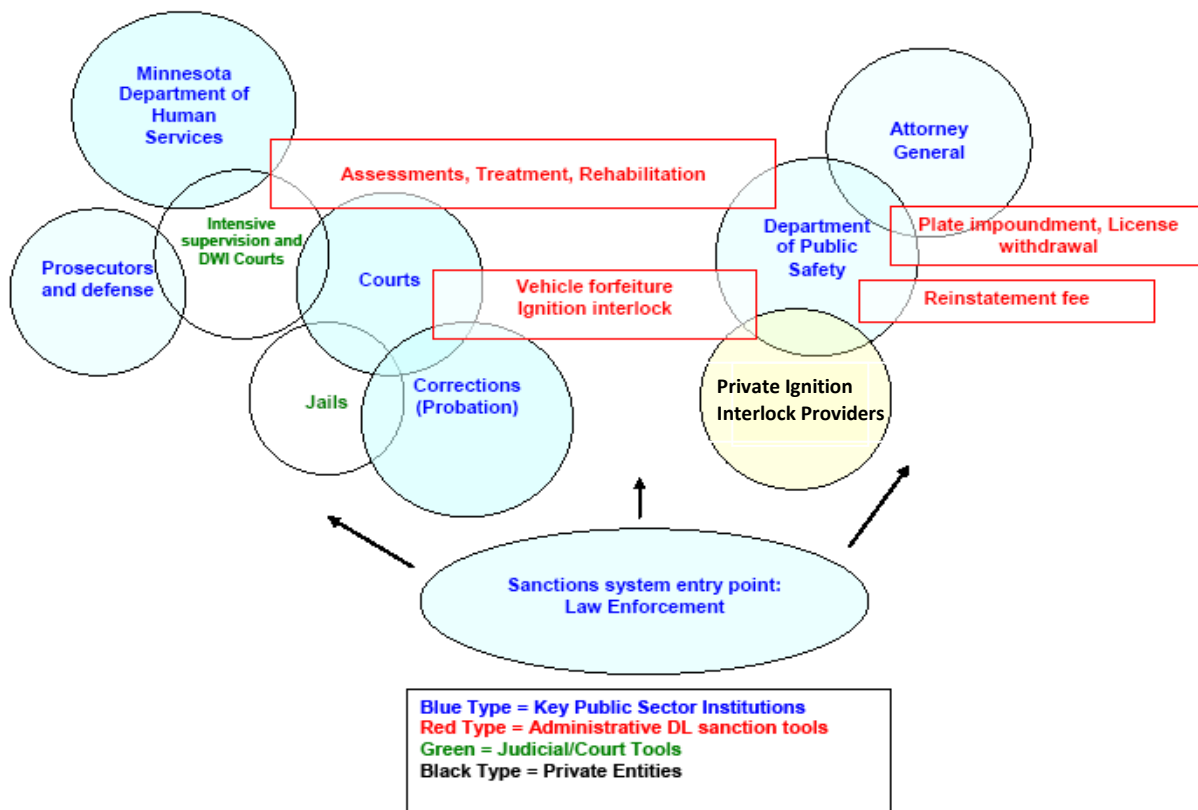 Minnesota
Department of
Human
Services
Attorney
General
Assessments, Treatment, Rehabilitation
Intensive
supervision and
DWI Courts
Prosecutors
and defense
Courts
Vehicle forfeiture
Ignition interlock
Department
of Public
Safety
Plate impoundment, License
withdrawal
Reinstatement fee
Jails
Corrections
(Probation)
Private Ignition
Interlock Providers
Sanctions system entry point:
Law Enforcement
Blue Type = Key Public Sector Institutions
Red Type = Administrative DL sanction tools
Green = Judicial/Court Tools
Black Type = Private Entities